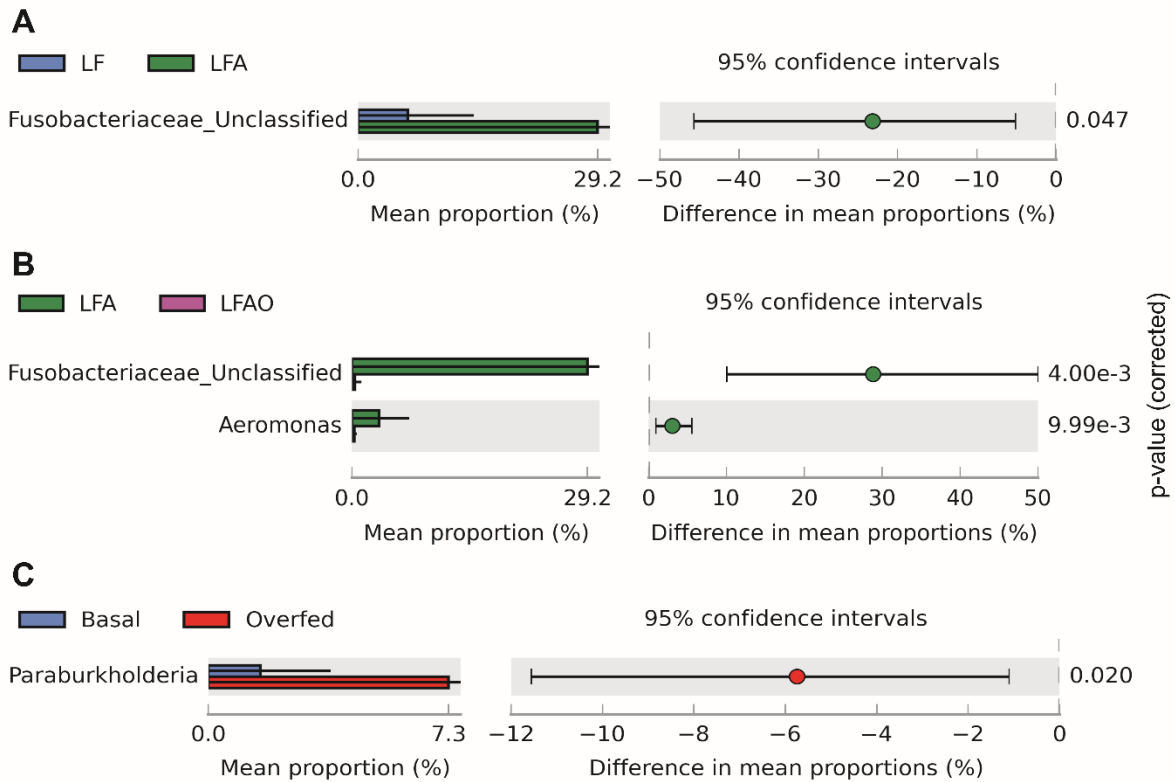 A
LF LFA
95% confidence intervals
Fusobacteriaceae_Unclassified
0.047
0.0 29.2 −50 −40 −30 −20 −10 0
Mean proportion (%) Difference in mean proportions (%)
B
LFA LFAO
95% confidence intervals
Fusobacteriaceae_Unclassified
4.00e-3
Aeromonas
9.99e-3
p-value (corrected)
0.0 29.2 0 10 20 30 40 50
Mean proportion (%) Difference in mean proportions (%)
C
Basal Overfed
95% confidence intervals
Paraburkholderia
0.020
0.0 7.3 −12 −10 −8 −6 −4 −2 0
Mean proportion (%) Difference in mean proportions (%)